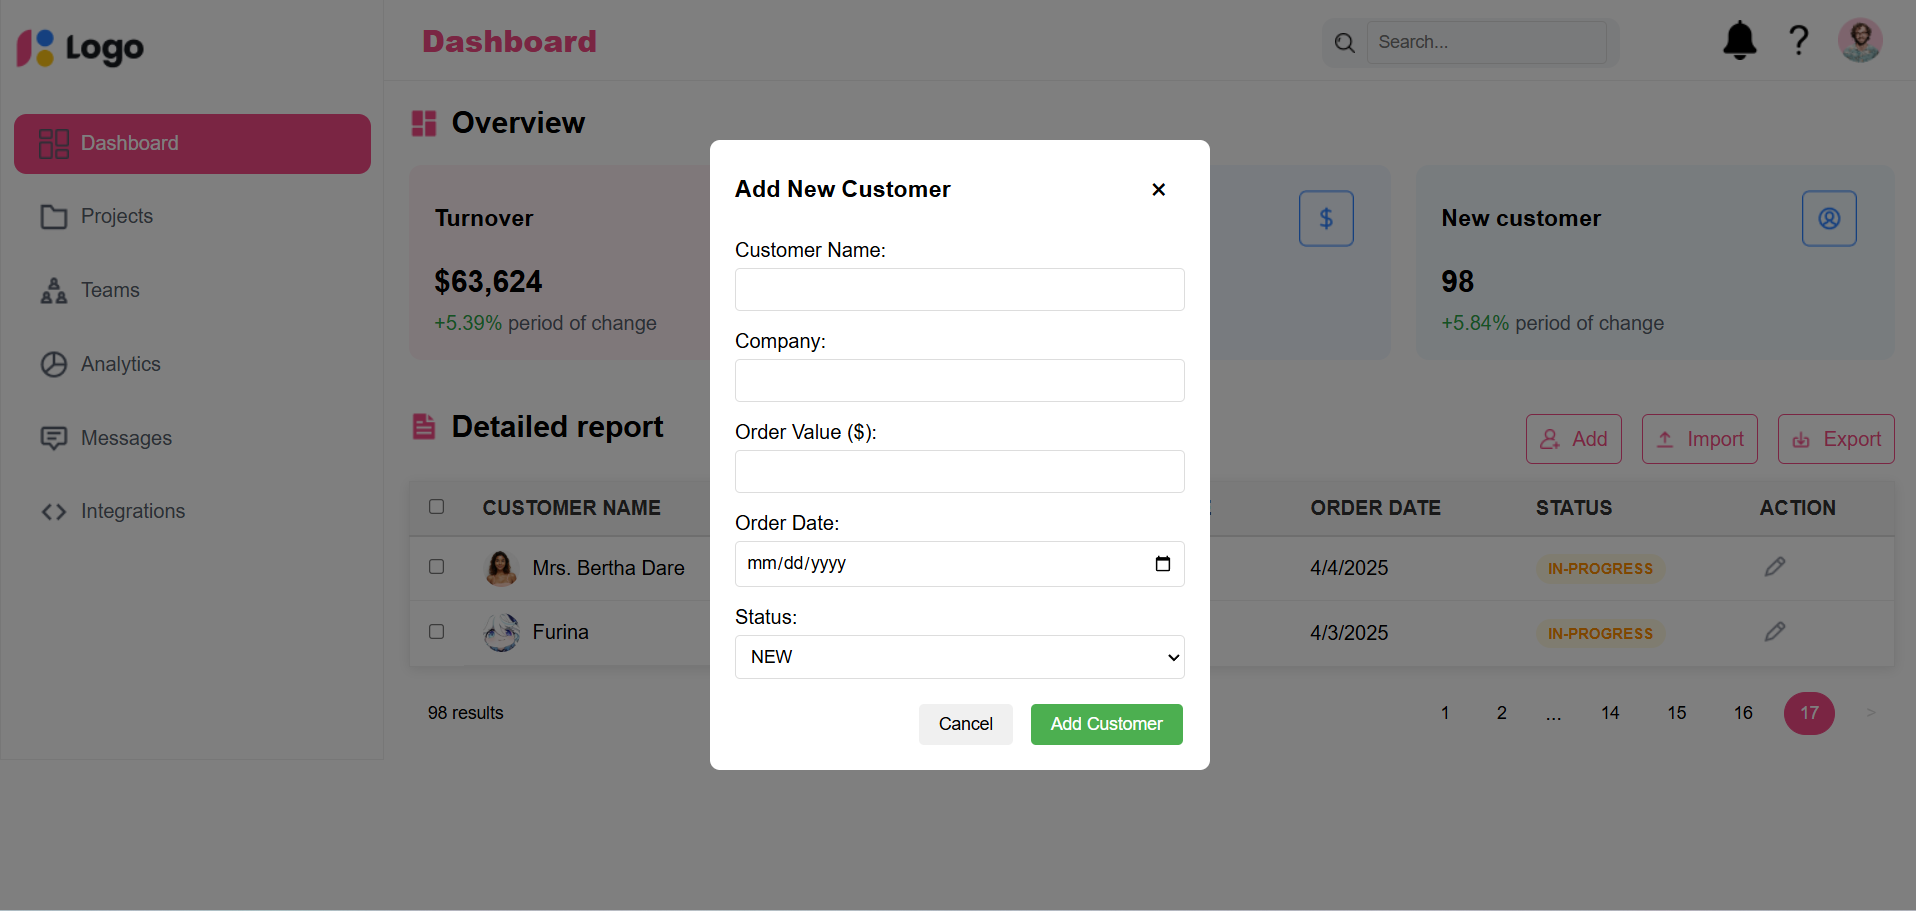 Logo
Dashboard
Search...
?
Dashboard
Projects
Teams
Analytics
Messages
Integrations
Overview
Turnover
$63,624
+5.39% period of change
$
New customer
98
+5.84% period of change
Detailed report
Add
Import
Export
CUSTOMER NAME
ORDER DATE
STATUS
ACTION
Mrs. Bertha Dare
4/4/2025
IN-PROGRESS
Furina
4/3/2025
IN-PROGRESS
98 results
1 2 ... 14 15 16 17 >
Add New Customer
×
Customer Name:
Company:
Order Value ($):
Order Date:
mm/dd/yyyy
Status:
NEW
Cancel
Add Customer